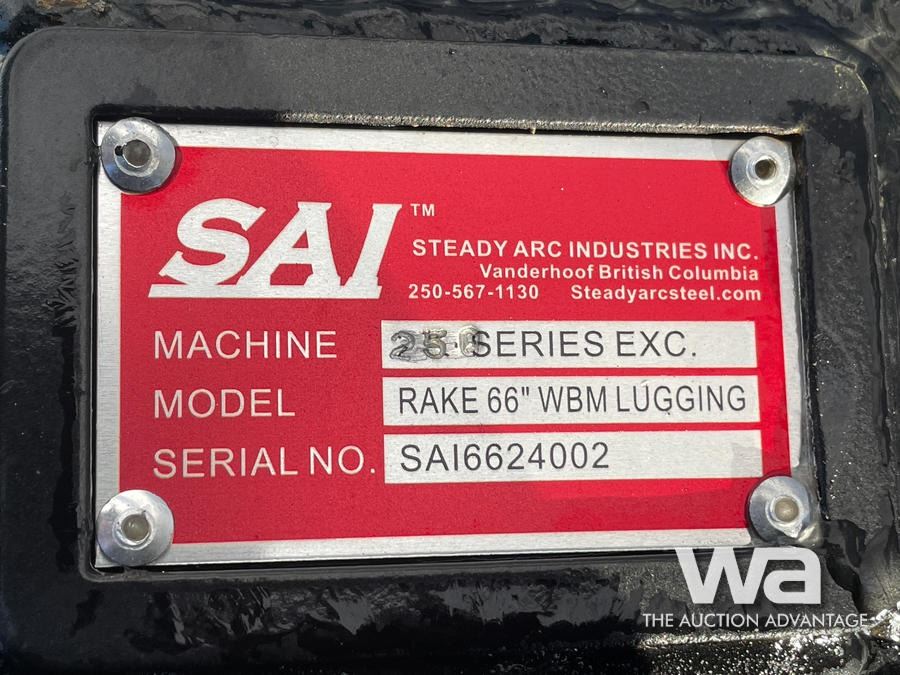 SAI™
STEADY ARC INDUSTRIES INC.
Vanderhoof British Columbia
250-567-1130 Steadyarcsteel.com
MACHINE 250 SERIES EXC.
MODEL RAKE 66" WBM LUGGING
SERIAL NO. SAI6624002
wa
THE AUCTION ADVANTAGE